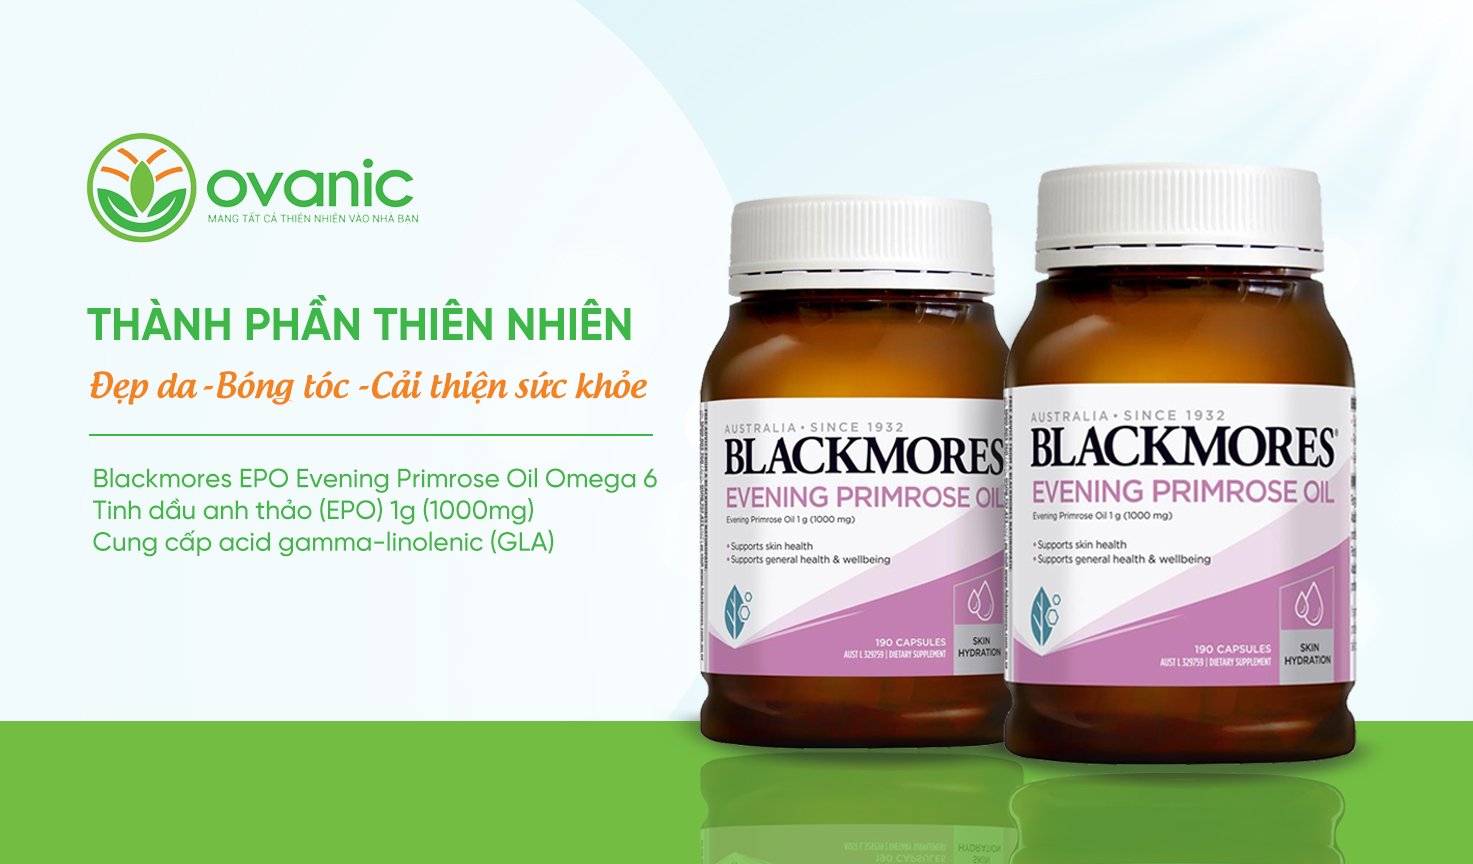 ovanic
MANG TẤT CẢ THIÊN NHIÊN VÀO NHÀ BẠN
THÀNH PHẦN THIÊN NHIÊN
Đẹp da -Bóng tóc -Cải thiện sức khỏe
Blackmores EPO Evening Primrose Oil Omega 6
Tinh dầu anh thảo (EPO) 1g (1000mg)
Cung cấp acid gamma-linolenic (GLA)
AUSTRALIA • SINCE 1932
BLACKMORES
EVENING PRIMROSE OIL
Evening Primrose Oil 1 g (1000 mg)
• Supports skin health
• Supports general health & wellbeing
190 CAPSULES
AUST L 329759 | DIETARY SUPPLEMENT
SKIN
HYDRATION
AUSTRALIA • SINCE 1932
BLACKMORES®
EVENING PRIMROSE OIL
Evening Primrose Oil 1 g (1000 mg)
• Supports skin health
• Supports general health & wellbeing
190 CAPSULES
AUST L 329759 | DIETARY SUPPLEMENT
SKIN
HYDRATION